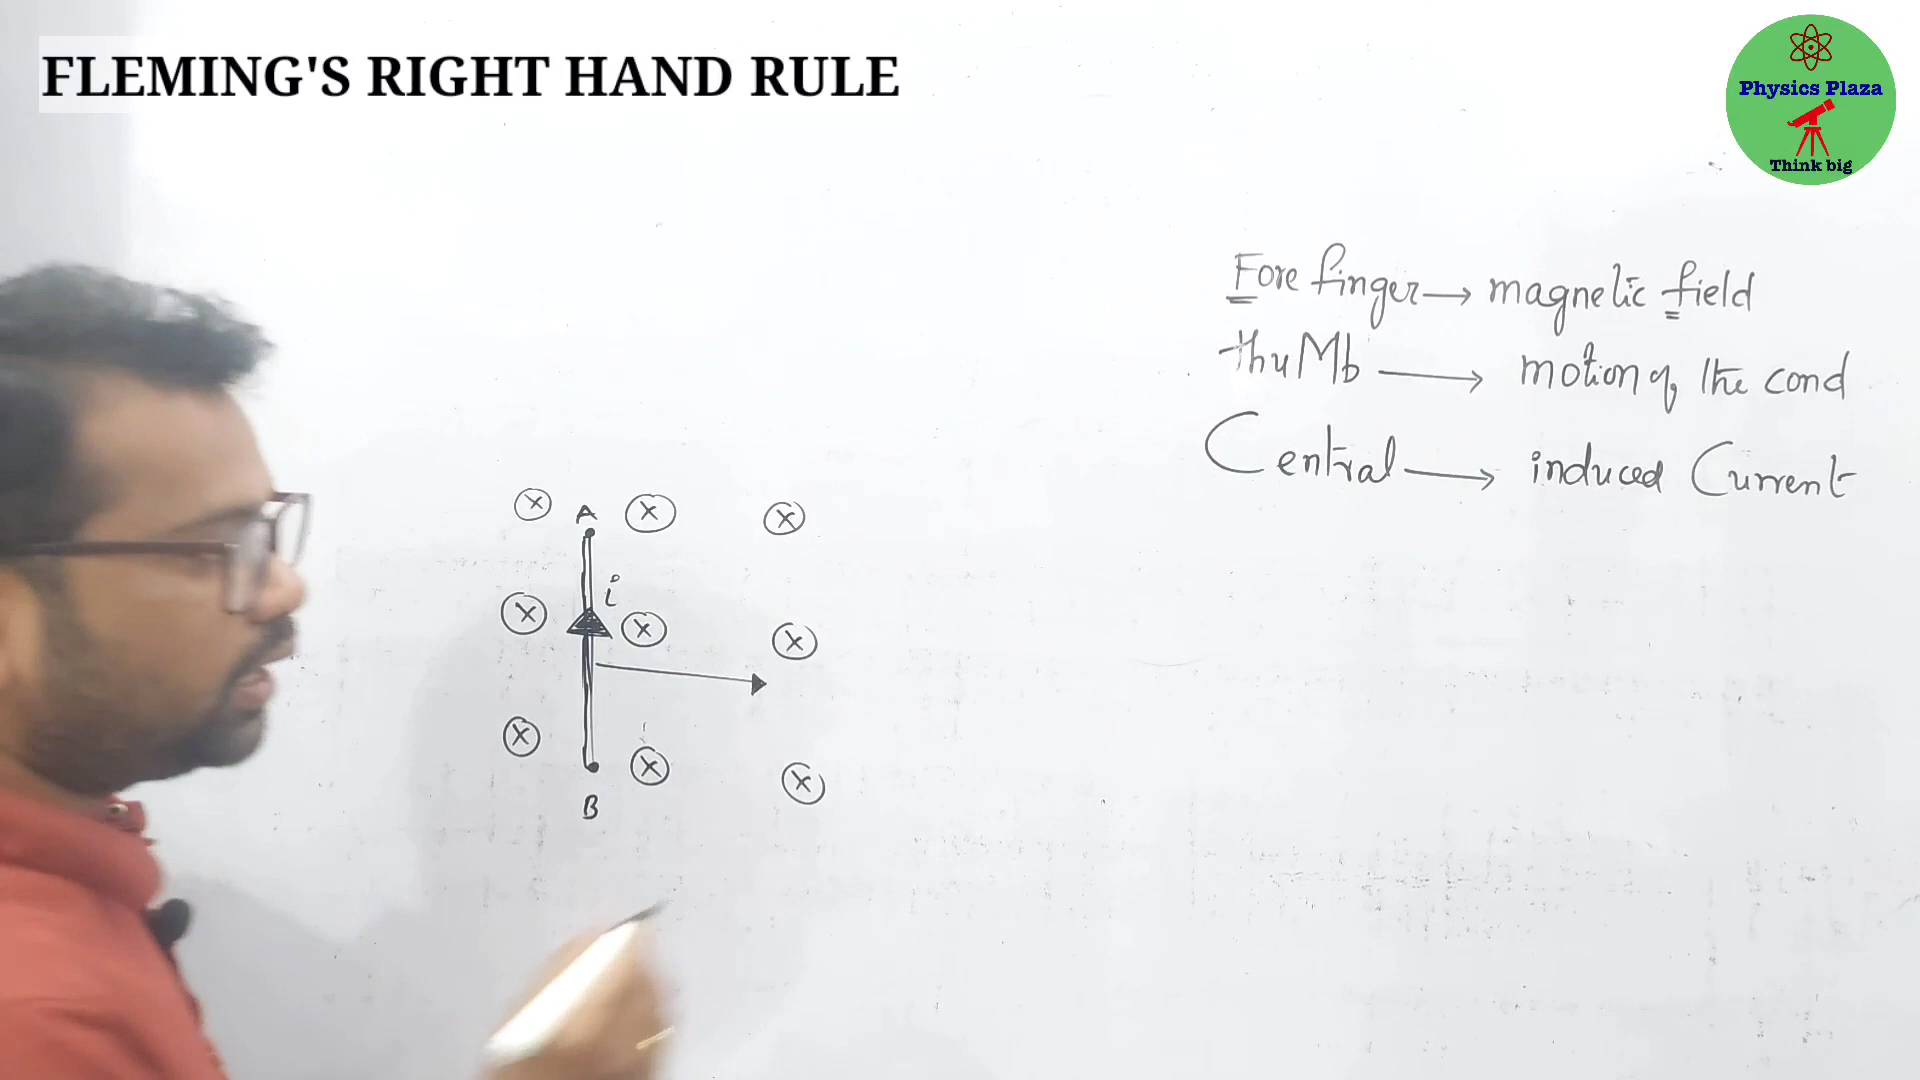 FLEMING'S RIGHT HAND RULE
Physics Plaza
Think big
Fore finger → magnetic field
thuMb → motion of the cond
Central → induced Current
A
i
B